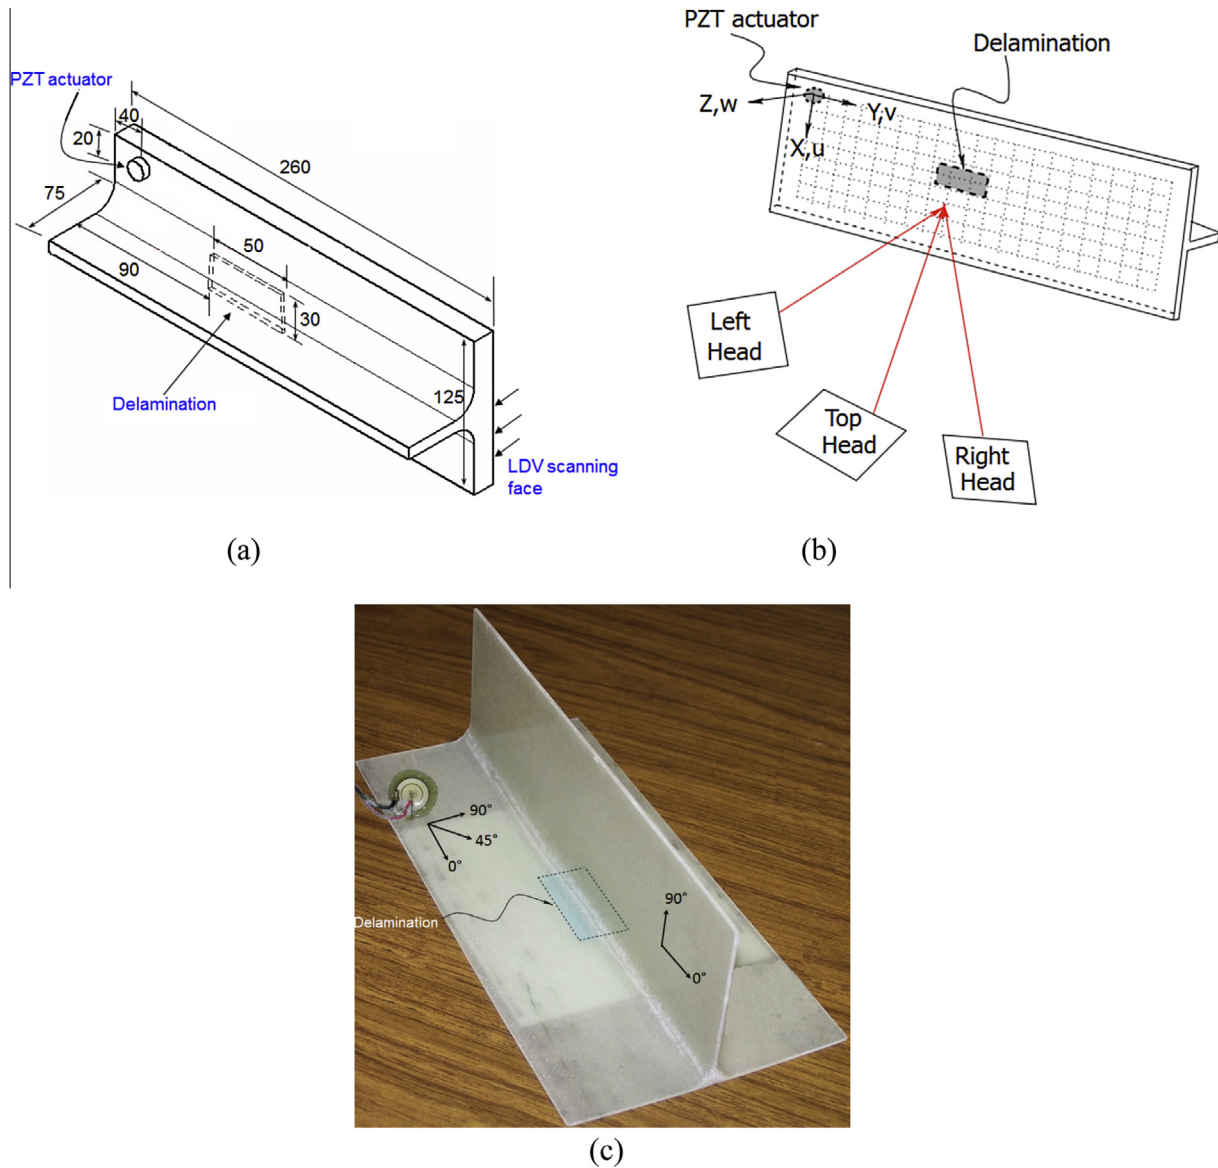 PZT actuator
40
20
260
75
50
90
30
Delamination
125
LDV scanning
face
(a)
PZT actuator
Delamination
Z,w
Y,v
X,u
Left
Head
Top
Head
Right
Head
(b)
90°
45°
0°
Delamination
90°
0°
(c)